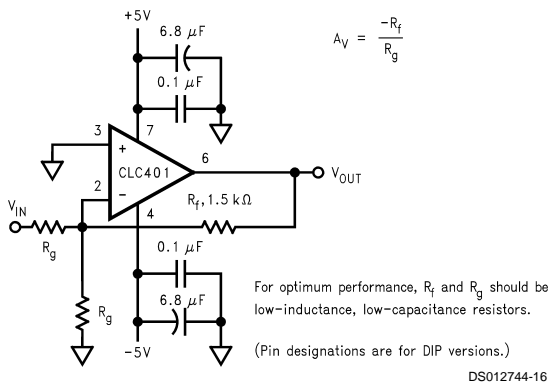 +5V
6.8 μF
0.1 μF
A_V = -R_f / R_g
3
7
+
CLC401
6
V_OUT
2
-
4
R_f, 1.5 kΩ
V_IN
R_g
0.1 μF
R_g
6.8 μF
-5V
For optimum performance, R_f and R_g should be
low-inductance, low-capacitance resistors.
(Pin designations are for DIP versions.)
DS012744-16